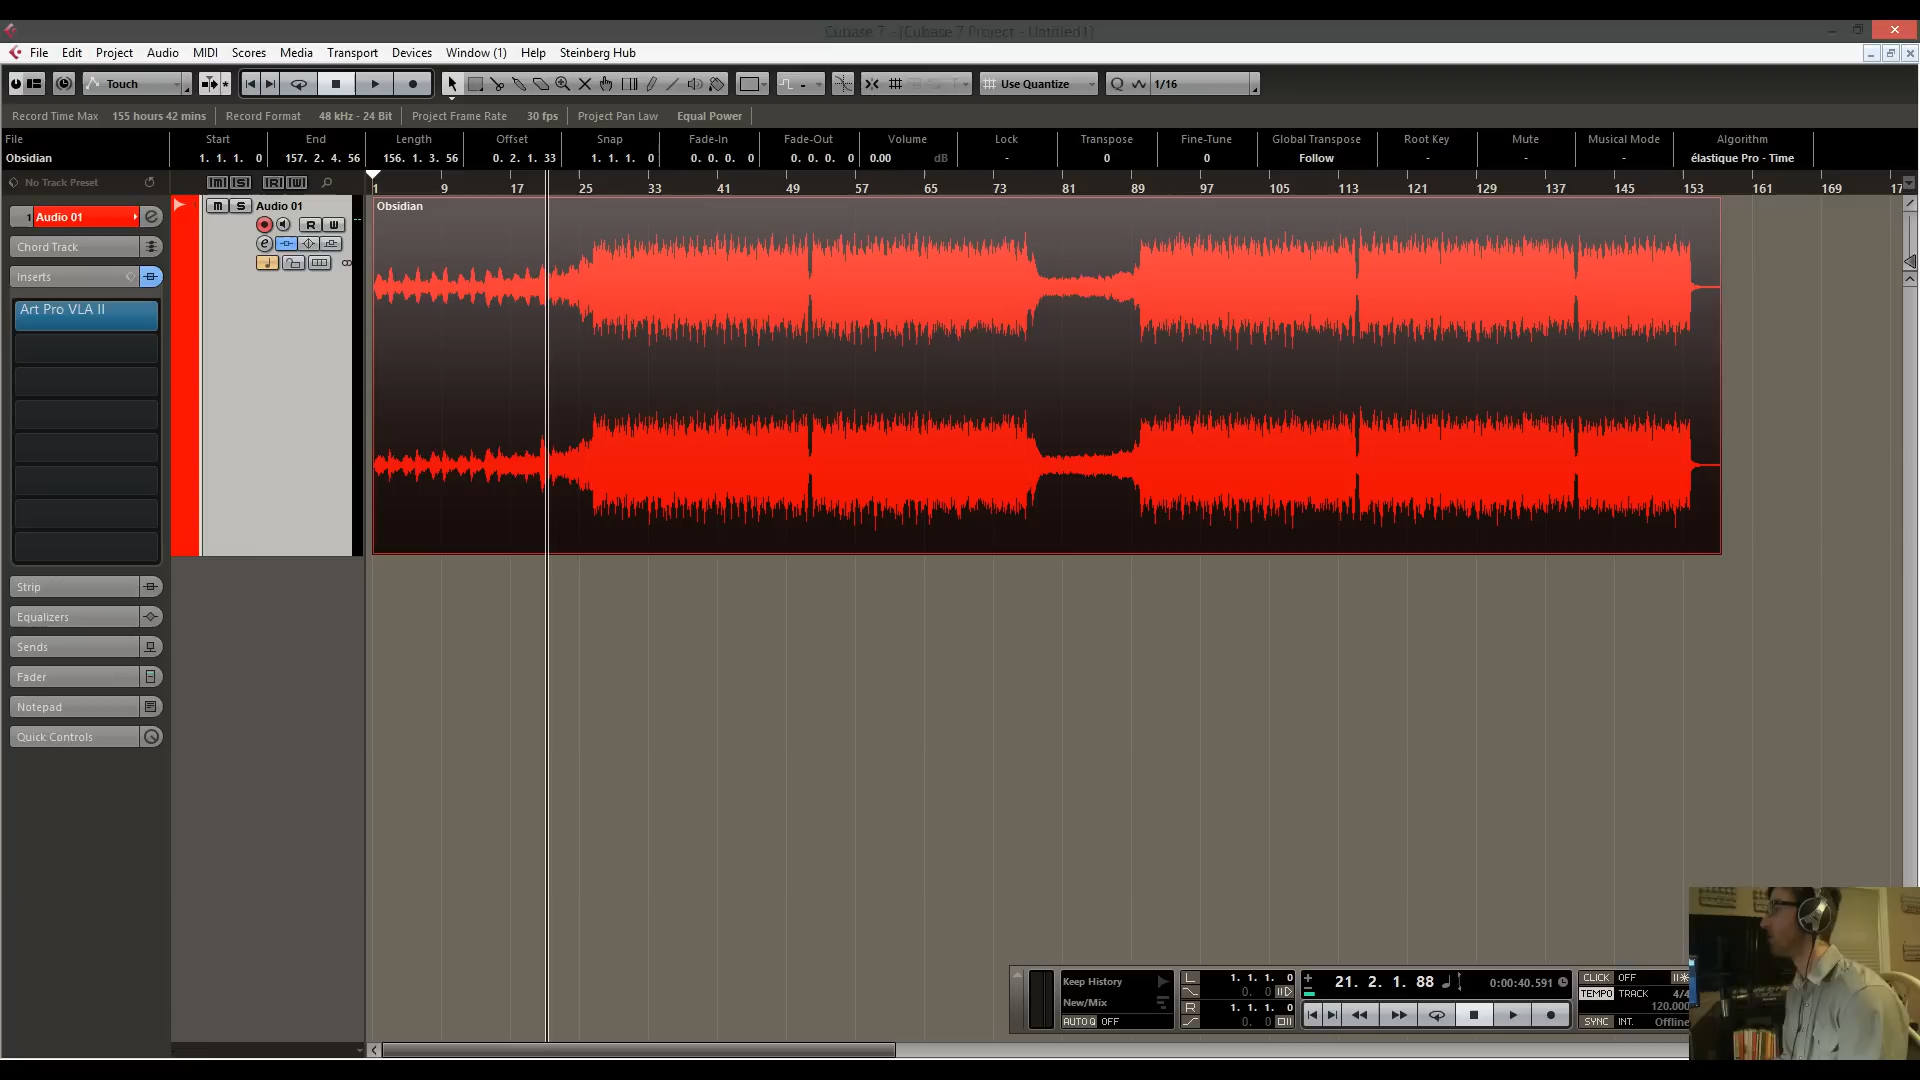 Cubase 7 - [Cubase 7 Project - Untitled1]
File Edit Project Audio MIDI Scores Media Transport Devices Window (1) Help Steinberg Hub
Touch Use Quantize Q 1/16
Record Time Max 155 hours 42 mins Record Format 48 kHz - 24 Bit Project Frame Rate 30 fps Project Pan Law Equal Power
File Start End Length Offset Snap Fade-In Fade-Out Volume Lock Transpose Fine-Tune Global Transpose Root Key Mute Musical Mode Algorithm
Obsidian 1. 1. 1. 0 157. 2. 4. 56 156. 1. 3. 56 0. 2. 1. 33 1. 1. 1. 0 0. 0. 0. 0 0. 0. 0. 0 0.00 dB - 0 0 Follow - - - élastique Pro - Time
No Track Preset M S R W
1 9 17 25 33 41 49 57 65 73 81 89 97 105 113 121 129 137 145 153 161 169 17
1 Audio 01 e m S Audio 01 Obsidian
R W
Chord Track e
Inserts
Art Pro VLA II
Strip
Equalizers
Sends
Fader
Notepad
Quick Controls
Keep History L 1. 1. 1. 0 21. 2. 1. 88 0:00:40.591 CLICK OFF
0. 0
New/Mix TEMPO TRACK 4/4
R 1. 1. 1. 0 120.000
AUTO Q OFF 0. 0 SYNC INT. Offline